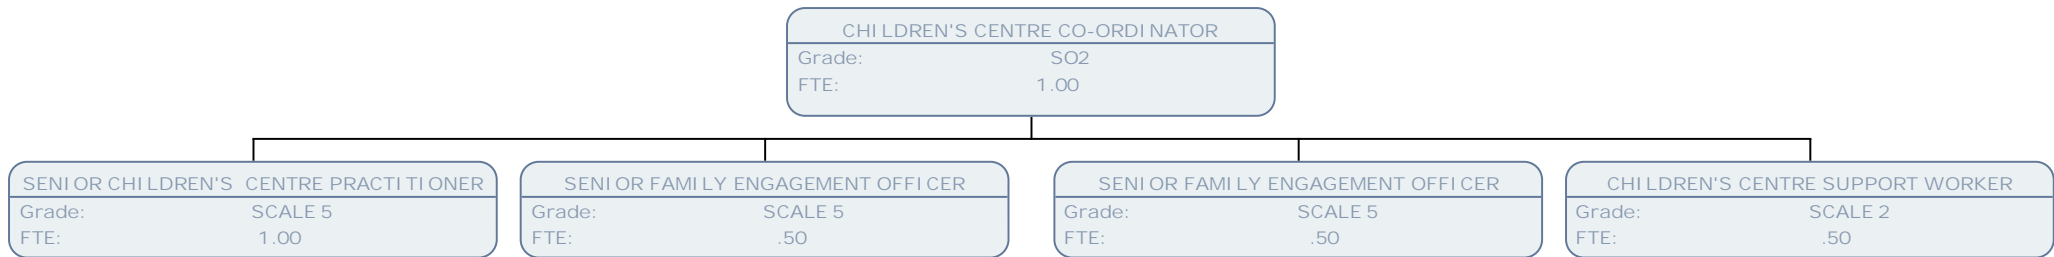 CHILDREN'S CENTRE CO-ORDINATOR
Grade: SO2
FTE: 1.00
SENIOR CHILDREN'S CENTRE PRACTITIONER
Grade: SCALE 5
FTE: 1.00
SENIOR FAMILY ENGAGEMENT OFFICER
Grade: SCALE 5
FTE: .50
SENIOR FAMILY ENGAGEMENT OFFICER
Grade: SCALE 5
FTE: .50
CHILDREN'S CENTRE SUPPORT WORKER
Grade: SCALE 2
FTE: .50